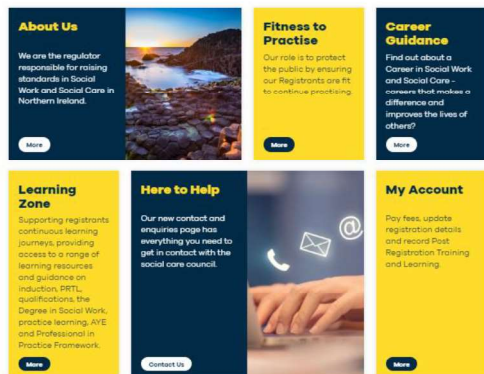 About Us
We are the regulator
responsible for raising
standards in Social
Work and Social Care in
Northern Ireland.
More
Fitness to
Practise
Our role is to protect
the public by ensuring
our Registrants are fit
to continue practising.
More
Career
Guidance
Find out about a
Career in Social Work
and Social Care -
careers that makes a
difference and
improves the lives of
others?
More
Learning
Zone
Supporting registrants
continuous learning
journeys, providing
access to a range of
learning resources
and guidance on
induction, PRTL,
qualifications, the
Degree in Social Work,
practice learning, AYE
and Professional in
Practice Framework.
More
Here to Help
Our new contact and
enquiries page has
everything you need to
get in contact with the
social care council.
Contact Us
@
My Account
Pay fees, update
registration details
and record Post
Registration Training
and Learning.
More